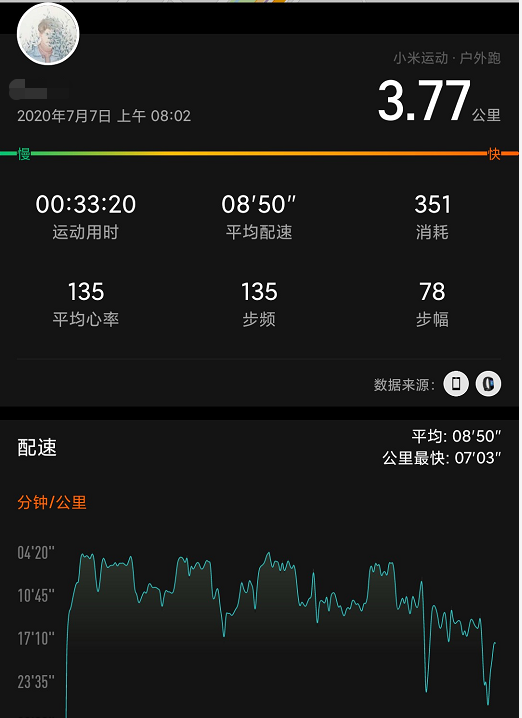 小米运动 · 户外跑
3.77公里
2020年7月7日 上午 08:02
慢 快
00:33:20 08'50" 351
运动用时 平均配速 消耗
135 135 78
平均心率 步频 步幅
数据来源:
配速
平均: 08'50"
公里最快: 07'03"
分钟/公里
04'20"
10'45"
17'10"
23'35"